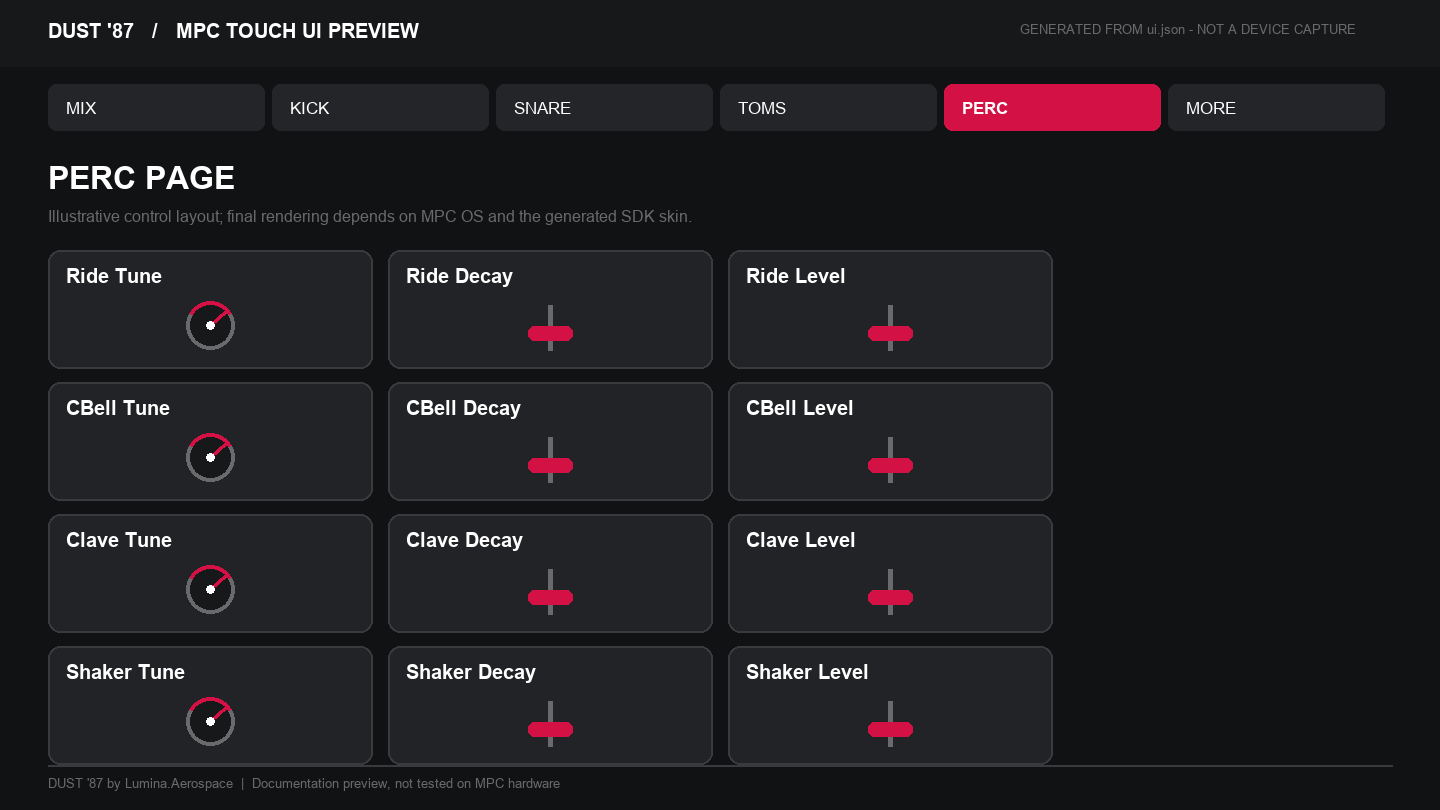 DUST '87 / MPC TOUCH UI PREVIEW
GENERATED FROM ui.json - NOT A DEVICE CAPTURE
MIX KICK SNARE TOMS PERC MORE
PERC PAGE
Illustrative control layout; final rendering depends on MPC OS and the generated SDK skin.
Ride Tune Ride Decay Ride Level
CBell Tune CBell Decay CBell Level
Clave Tune Clave Decay Clave Level
Shaker Tune Shaker Decay Shaker Level
DUST '87 by Lumina.Aerospace | Documentation preview, not tested on MPC hardware